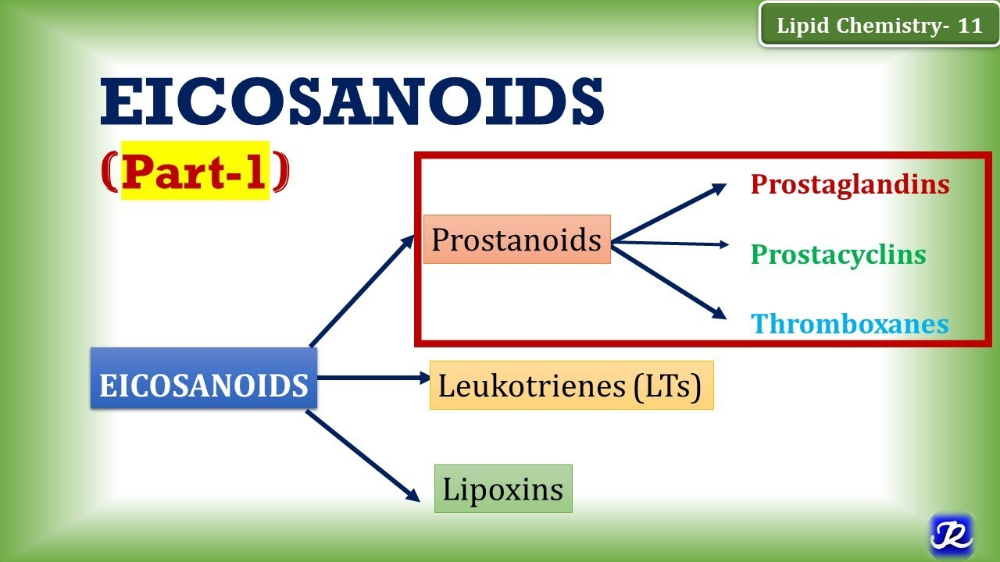 Lipid Chemistry- 11
EICOSANOIDS
(Part-1)
Prostaglandins
Prostanoids
Prostacyclins
Thromboxanes
EICOSANOIDS
Leukotrienes (LTs)
Lipoxins